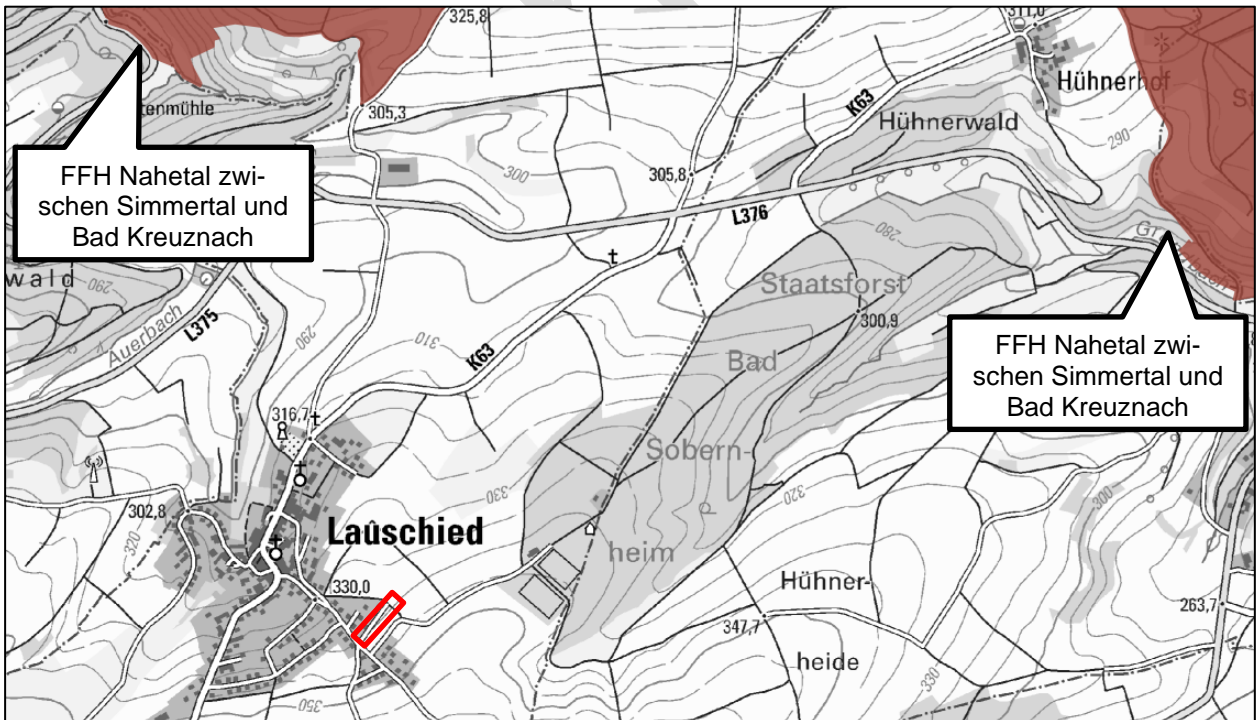 325,8
311,0
Hühnerhof
tenmühle
305,3
K63
Hühnerwald
290
FFH Nahetal zwi-
schen Simmertal und
Bad Kreuznach
300
305,8
L376
280
wald
290
Auerbach
L375
290
310
K63
Staatsforst
300,9
Bad
FFH Nahetal zwi-
schen Simmertal und
Bad Kreuznach
316,7
Sobern-
330
320
300
302,8
320
Lauschied
heim
330,0
Hühner-
347,7
263,7
heide
330
350